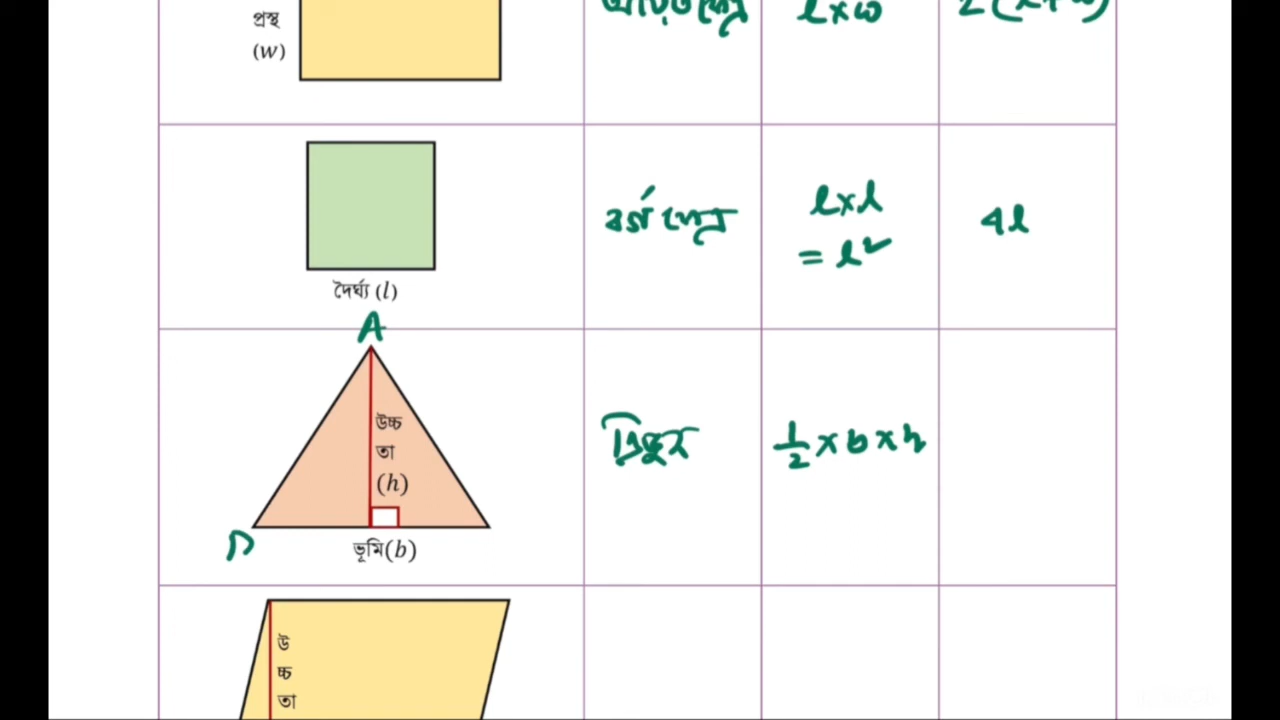 প্রস্থ
(w)
l×w
আয়তক্ষেত্র
দৈর্ঘ্য (l)
বর্গক্ষেত্র
l×l
= l²
4l
A
উচ্চ
তা
(h)
ভূমি(b)
ত্রিভুজ
1/2 × b × h
উ
চ্চ
তা